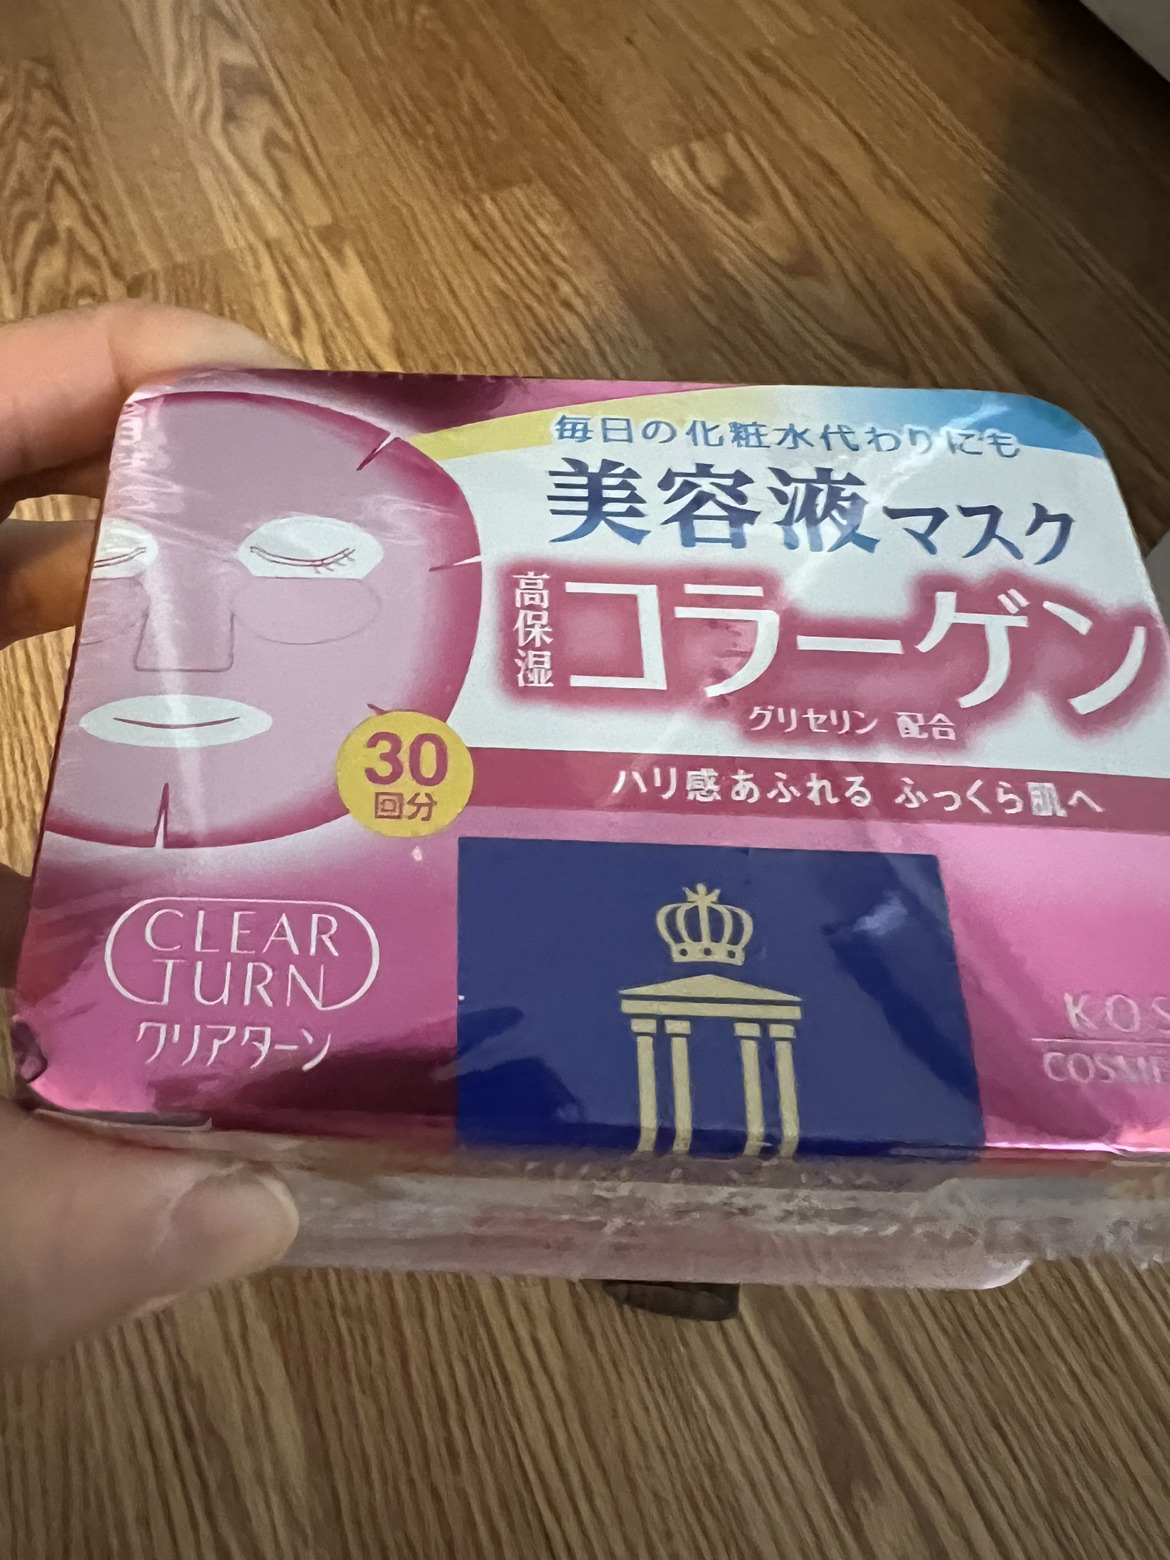 毎日の化粧水代わりにも
美容液マスク
高保湿
コラーゲン
グリセリン 配合
30
回分
ハリ感あふれる ふっくら肌へ
CLEAR
TURN
クリアターン